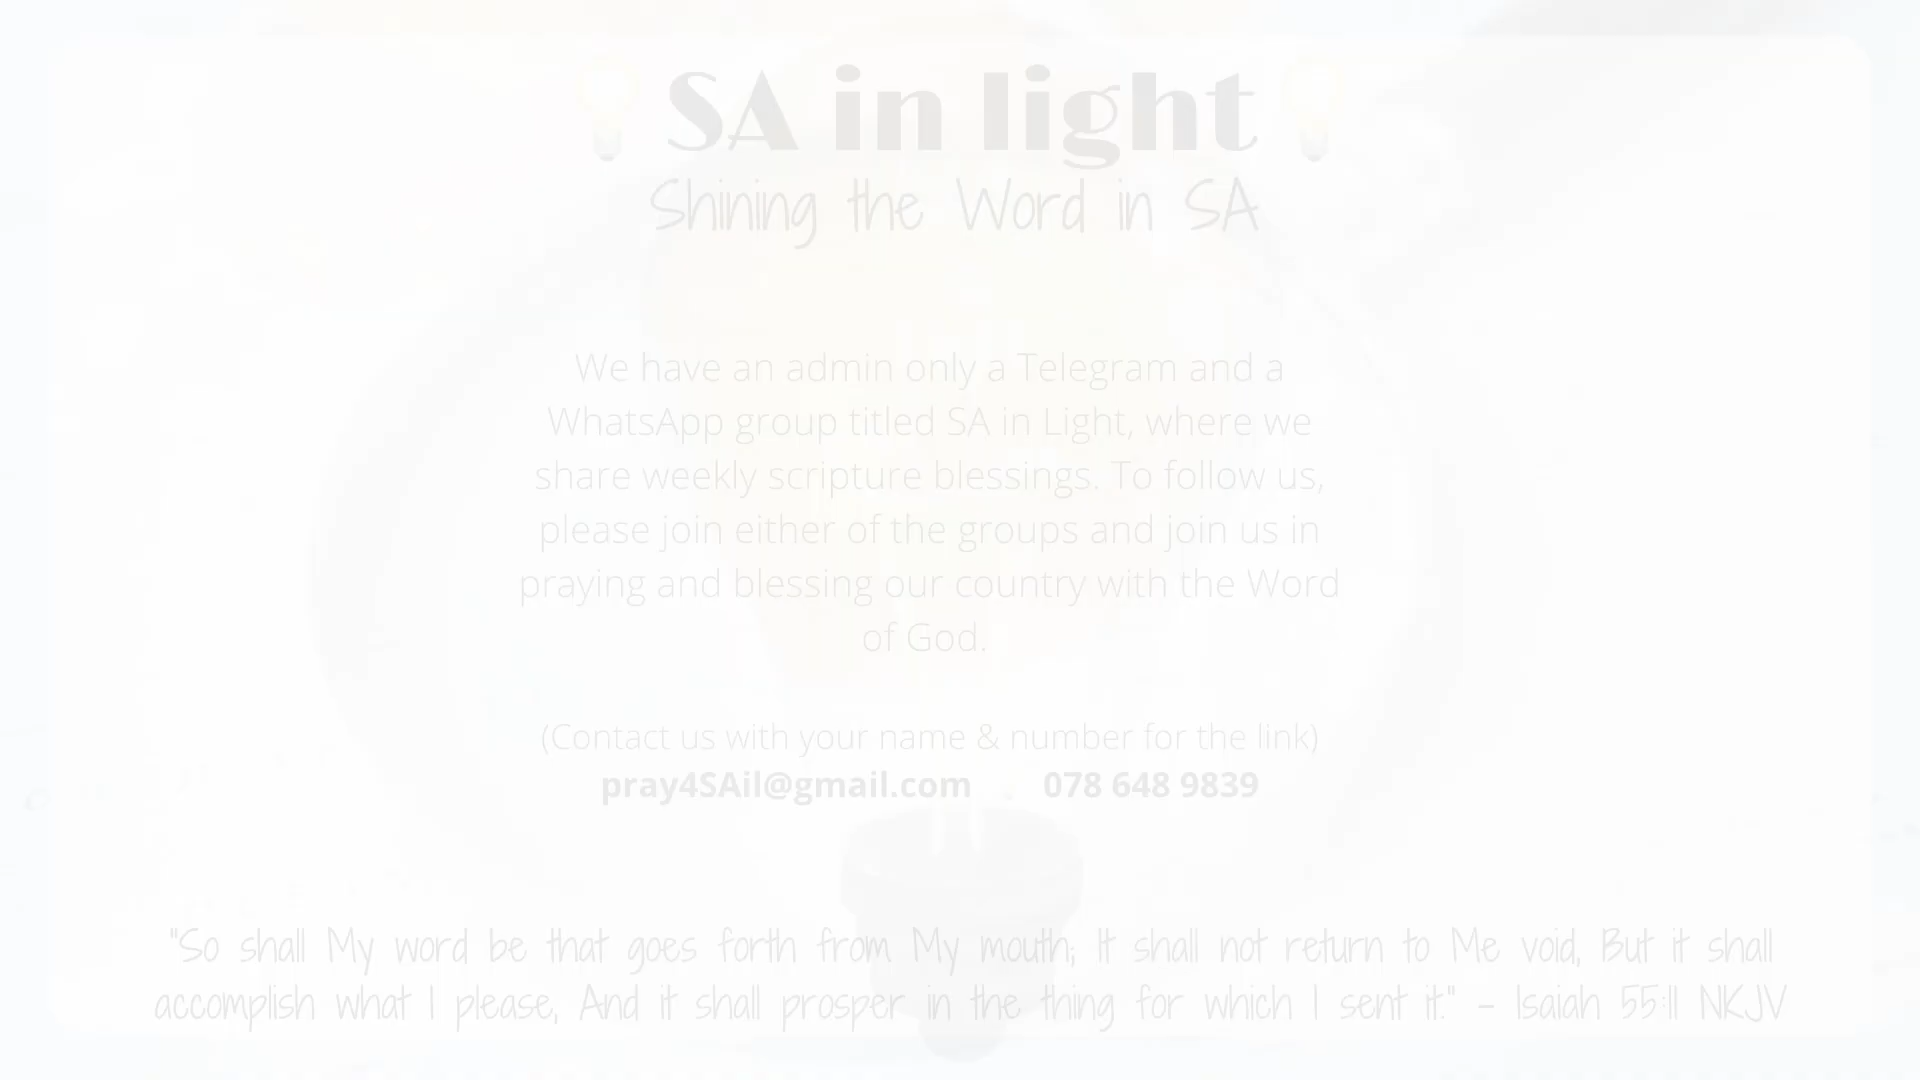 SA in light
Shining the Word in SA
We have an admin only a Telegram and a
WhatsApp group titled SA in Light, where we
share weekly scripture blessings. To follow us,
please join either of the groups and join us in
praying and blessing our country with the Word
of God.
(Contact us with your name & number for the link)
pray4SAil@gmail.com . 078 648 9839
"So shall My word be that goes forth from My mouth; It shall not return to Me void, But it shall
accomplish what I please, And it shall prosper in the thing for which I sent it." - Isaiah 55:11 NKJV